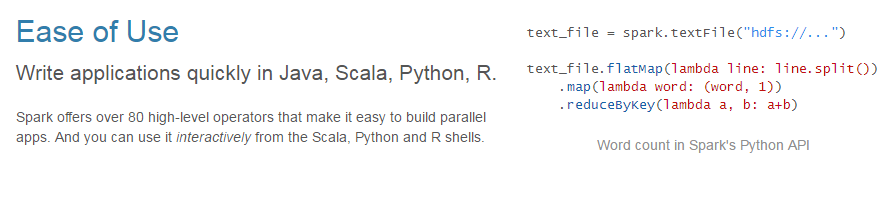 Ease of Use
Write applications quickly in Java, Scala, Python, R.
Spark offers over 80 high-level operators that make it easy to build parallel
apps. And you can use it interactively from the Scala, Python and R shells.
text_file = spark.textFile("hdfs://...")
text_file.flatMap(lambda line: line.split())
    .map(lambda word: (word, 1))
    .reduceByKey(lambda a, b: a+b)
Word count in Spark's Python API